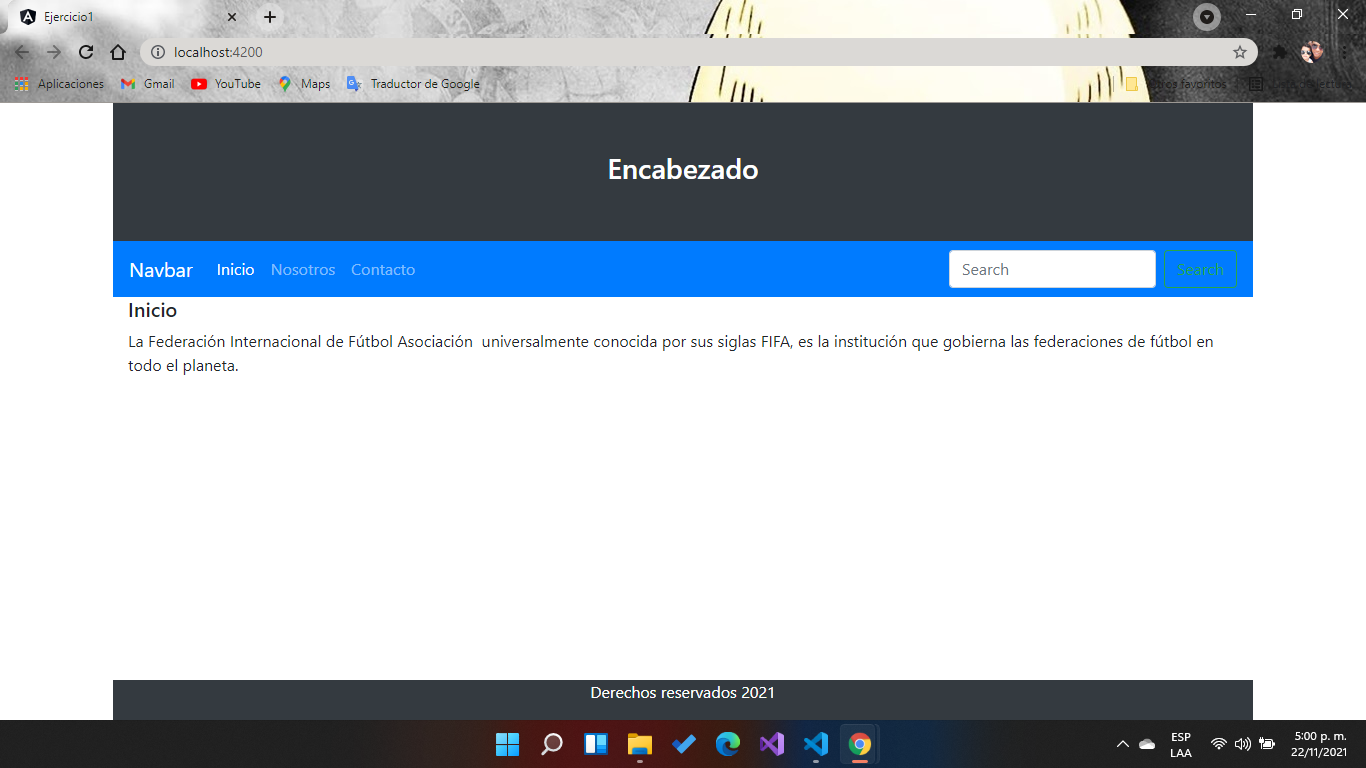 Ejercicio1
localhost:4200
Aplicaciones Gmail YouTube Maps Traductor de Google favoritos
Encabezado
Navbar Inicio Nosotros Contacto Search Search
Inicio
La Federación Internacional de Fútbol Asociación  universalmente conocida por sus siglas FIFA, es la institución que gobierna las federaciones de fútbol en
todo el planeta.
Derechos reservados 2021
ESP 5:00 p. m.
LAA 22/11/2021